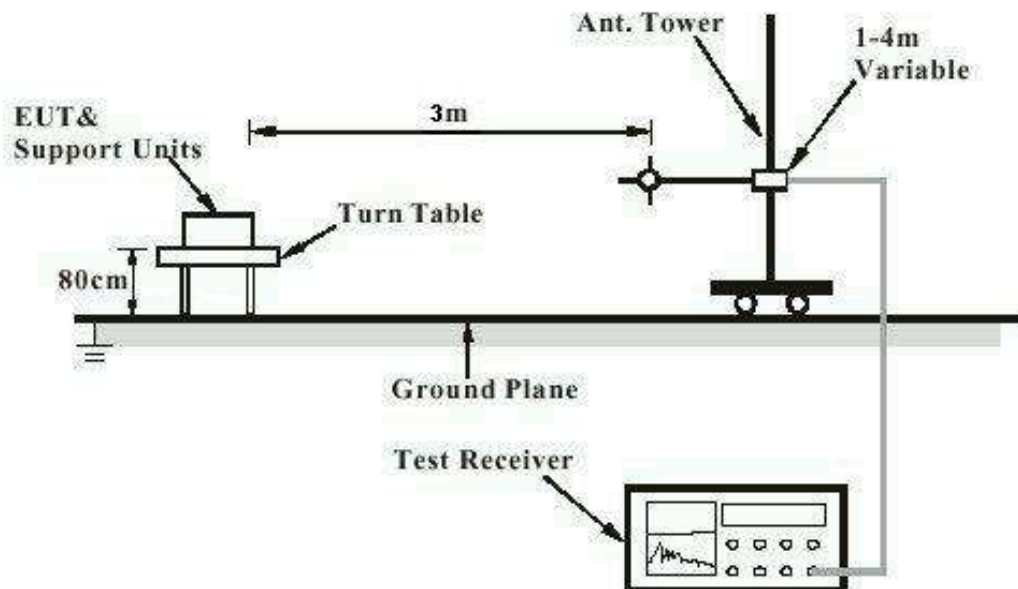 Ant. Tower
1-4m
Variable
EUT&
Support Units
3m
Turn Table
80cm
Ground Plane
Test Receiver